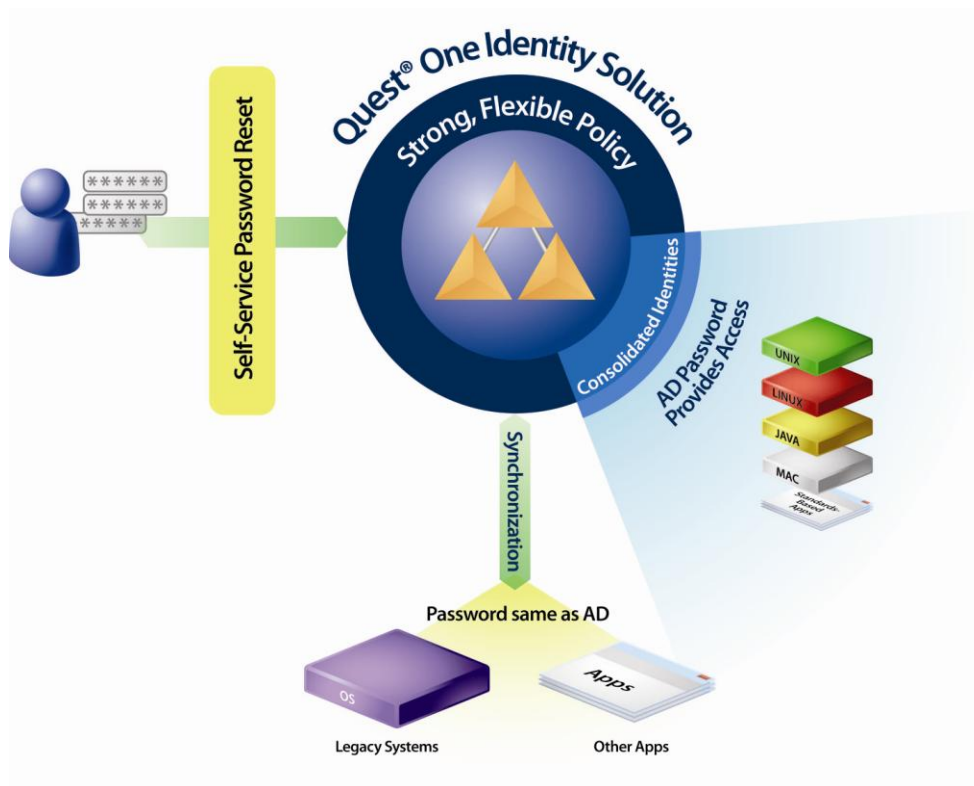 Quest® One Identity Solution
Strong, Flexible Policy
Self-Service Password Reset
******
******
*****
Consolidated Identities
AD Password
Provides Access
UNIX
LINUX
JAVA
MAC
Standards-
Based
Apps
Synchronization
Password same as AD
OS
Apps
Legacy Systems
Other Apps